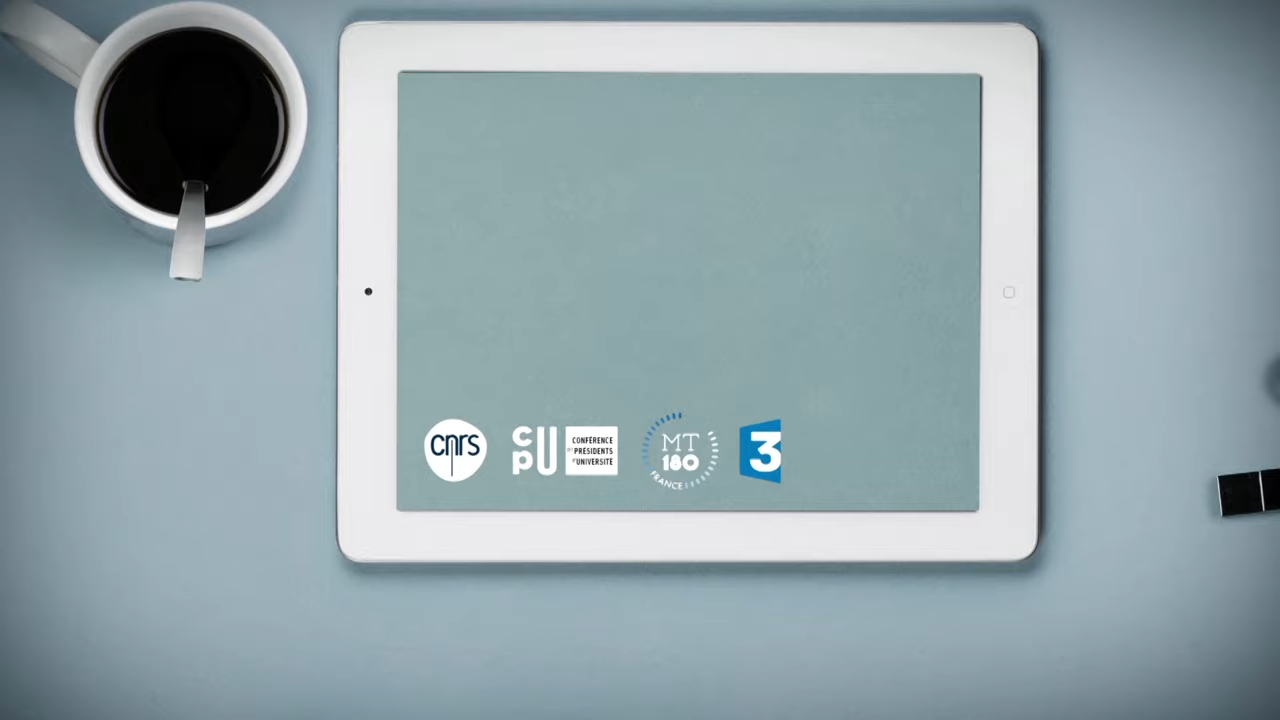 cnrs
CPU
CONFÉRENCE
DES PRÉSIDENTS
D'UNIVERSITÉ
MT
180
FRANCE
3